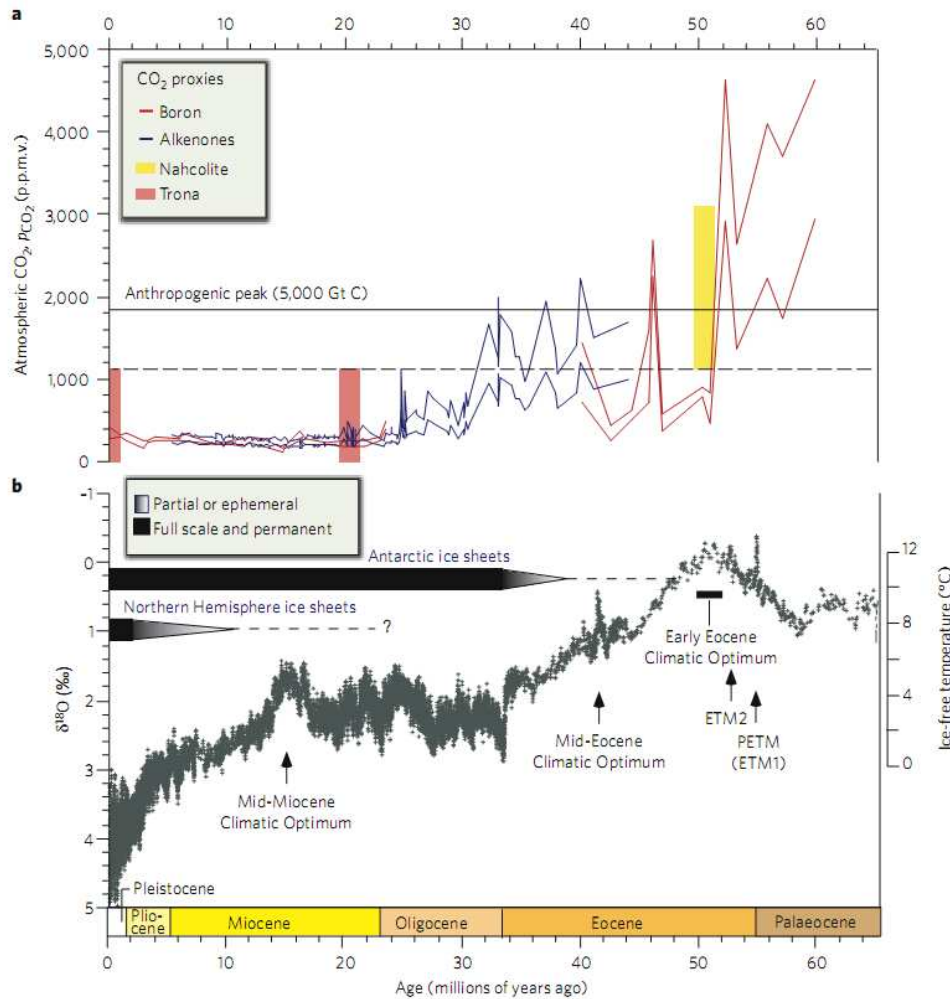 a
0 10 20 30 40 50 60
5,000
4,000
3,000
2,000
1,000
0
Atmospheric CO₂, pCO₂ (p.p.m.v.)
CO₂ proxies
Boron
Alkenones
Nahcolite
Trona
Anthropogenic peak (5,000 Gt C)
b
-1
0
1
2
3
4
5
δ¹⁸O (‰)
Partial or ephemeral
Full scale and permanent
Antarctic ice sheets
Northern Hemisphere ice sheets
?
Early Eocene
Climatic Optimum
ETM2
PETM
(ETM1)
Mid-Eocene
Climatic Optimum
Mid-Miocene
Climatic Optimum
12
10
8
6
4
2
0
Ice-free temperature (°C)
Pleistocene
Plio-
cene
Miocene
Oligocene
Eocene
Palaeocene
0 10 20 30 40 50 60
Age (millions of years ago)